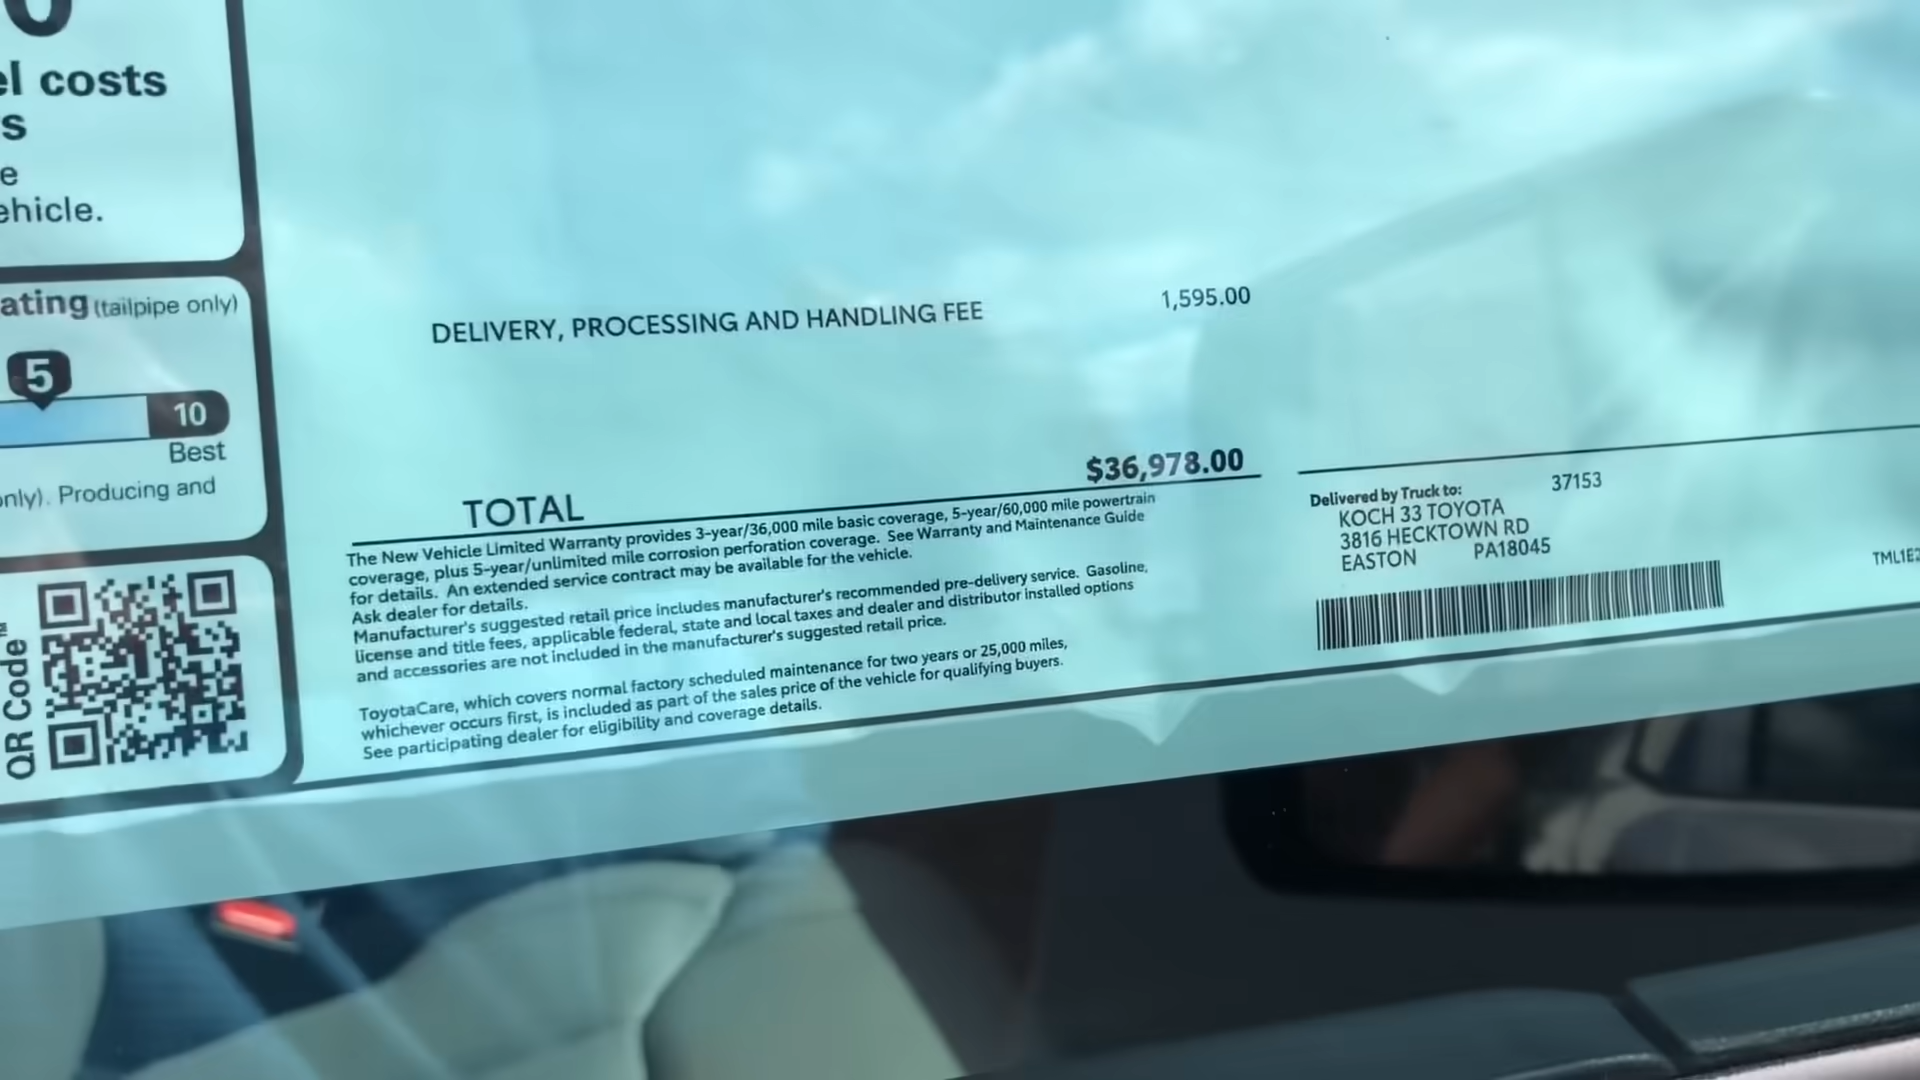 el costs
s
e
ehicle.
ating (tailpipe only)
5
10
Best
only). Producing and
QR Code™
DELIVERY, PROCESSING AND HANDLING FEE 1,595.00
TOTAL $36,978.00
The New Vehicle Limited Warranty provides 3-year/36,000 mile basic coverage, 5-year/60,000 mile powertrain
coverage, plus 5-year/unlimited mile corrosion perforation coverage. See Warranty and Maintenance Guide
for details. An extended service contract may be available for the vehicle.
Ask dealer for details.
Manufacturer's suggested retail price includes manufacturer's recommended pre-delivery service. Gasoline,
license and title fees, applicable federal, state and local taxes and dealer and distributor installed options
and accessories are not included in the manufacturer's suggested retail price.
ToyotaCare, which covers normal factory scheduled maintenance for two years or 25,000 miles,
whichever occurs first, is included as part of the sales price of the vehicle for qualifying buyers.
See participating dealer for eligibility and coverage details.
Delivered by Truck to: 37153
KOCH 33 TOYOTA
3816 HECKTOWN RD
EASTON PA18045
TML1E2